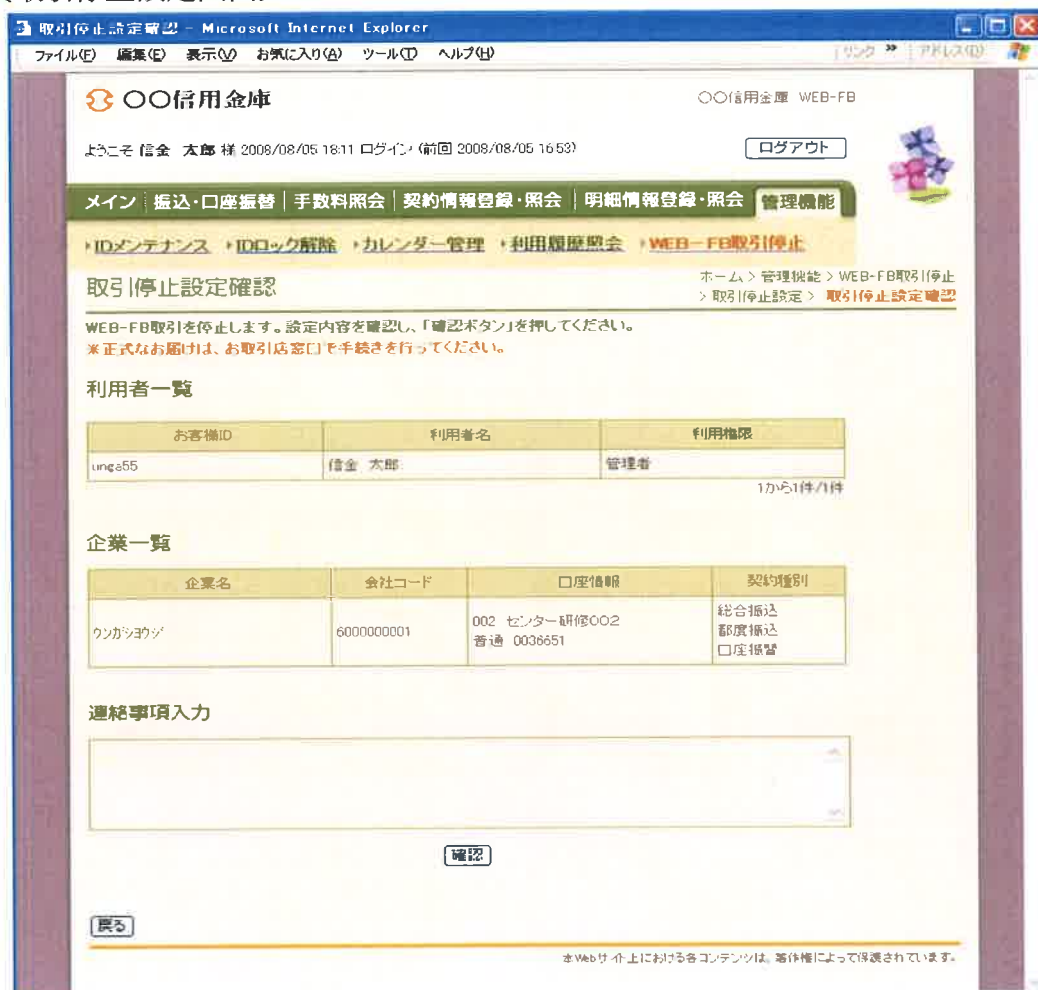 取引停止設定確認 - Microsoft Internet Explorer
ファイル(F) 編集(E) 表示(V) お気に入り(A) ツール(T) ヘルプ(H) リンク » アドレス(D)
〇〇信用金庫 〇〇信用金庫 WEB-FB
ようこそ 信金 太郎 様 2008/08/05 18:11 ログイン (前回 2008/08/05 16:53) ログアウト
メイン 振込・口座振替 手数料照会 契約情報登録・照会 明細情報登録・照会 管理機能
IDメンテナンス IDロック解除 カレンダー管理 利用履歴照会 WEB-FB取引停止
取引停止設定確認
ホーム > 管理機能 > WEB-FB取引停止
> 取引停止設定 > 取引停止設定確認
WEB-FB取引を停止します。設定内容を確認し、「確認ボタン」を押してください。
※正式なお届けは、お取引店窓口で手続きを行ってください。
利用者一覧
お客様ID 利用者名 利用権限
unga55 信金 太郎 管理者
1から1件/1件
企業一覧
企業名 会社コード 口座情報 契約種別
ウンガシヨウジ 6000000001 002 センター研修002 総合振込
普通 0036651 都度振込
口座振替
連絡事項入力
確認
戻る
本Webサイト上における各コンテンツは、著作権によって保護されています。